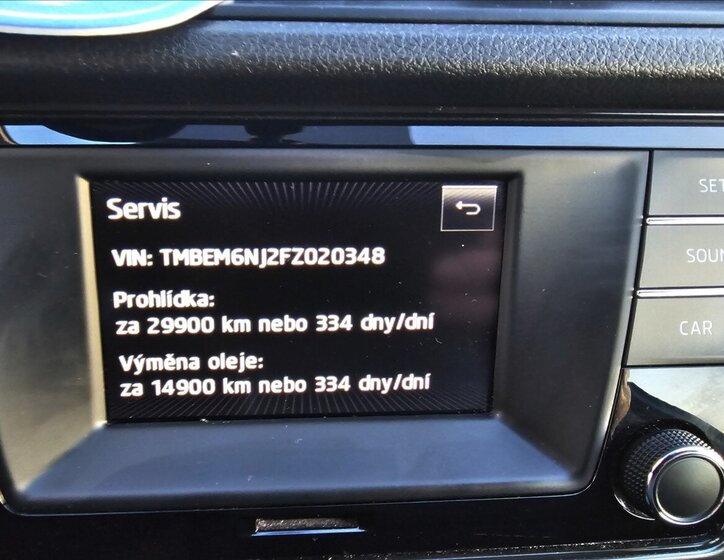 Servis
VIN: TMBEM6NJ2FZ020348
Prohlídka:
za 29900 km nebo 334 dny/dní
Výměna oleje:
za 14900 km nebo 334 dny/dní
SET
SOUN
CAR